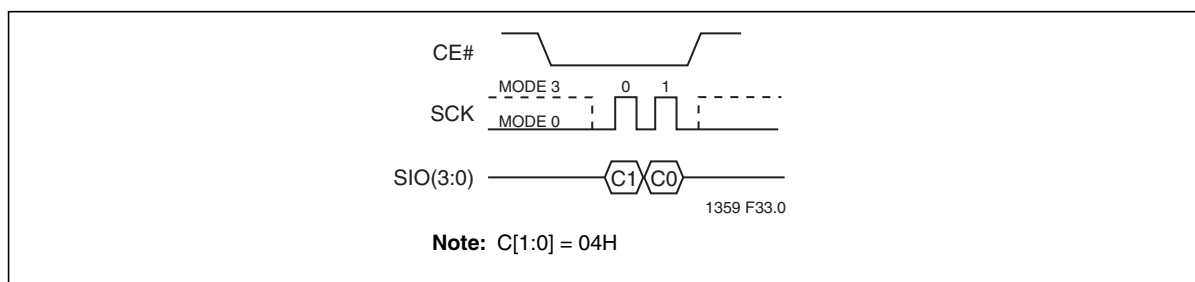 CE#
MODE 3 0 1
SCK
MODE 0
SIO(3:0) C1 C0
1359 F33.0
Note: C[1:0] = 04H